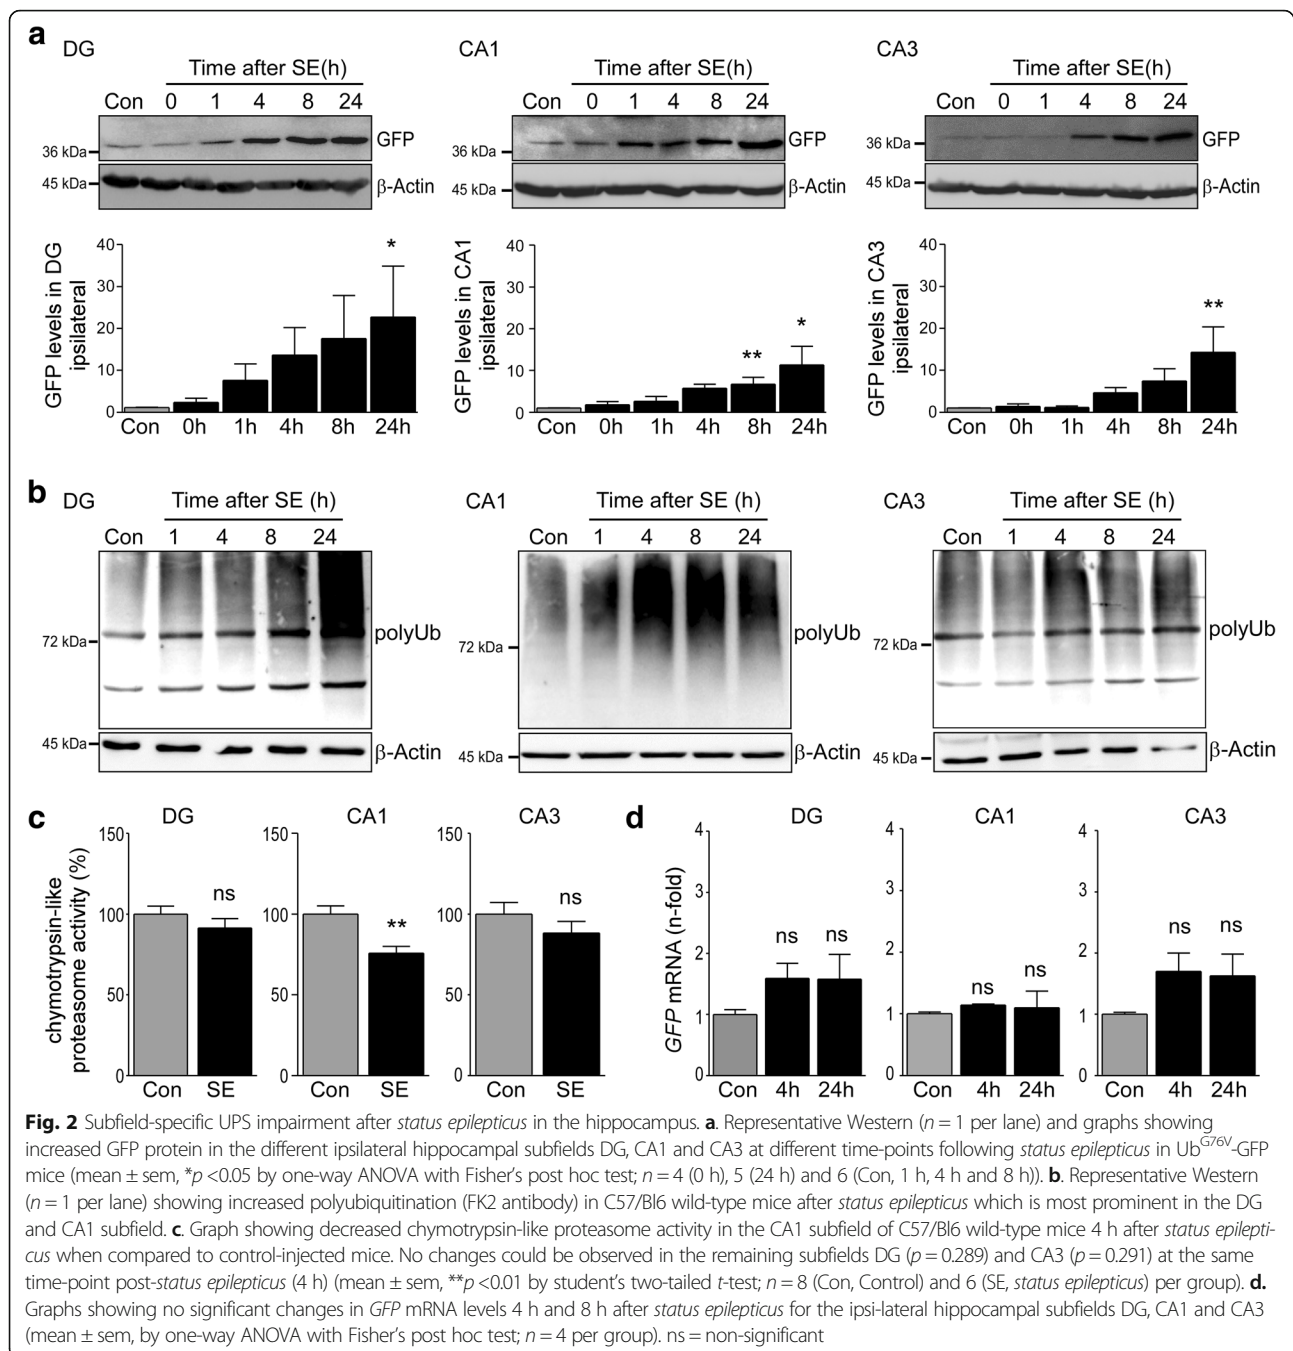 a
DG
Time after SE(h)
Con 0 1 4 8 24
GFP
36 kDa
45 kDa
β-Actin
CA1
Time after SE(h)
Con 0 1 4 8 24
GFP
36 kDa
45 kDa
β-Actin
CA3
Time after SE(h)
Con 0 1 4 8 24
GFP
36 kDa
45 kDa
β-Actin
GFP levels in DG
ipsilateral
40
30
20
10
0
*
Con 0h 1h 4h 8h 24h
GFP levels in CA1
ipsilateral
40
30
20
10
0
**
*
Con 0h 1h 4h 8h 24h
GFP levels in CA3
ipsilateral
40
30
20
10
0
**
Con 0h 1h 4h 8h 24h
b
DG
Time after SE (h)
Con 1 4 8 24
polyUb
72 kDa
45 kDa
β-Actin
CA1
Time after SE (h)
Con 1 4 8 24
polyUb
72 kDa
45 kDa
β-Actin
CA3
Time after SE (h)
Con 1 4 8 24
polyUb
72 kDa
45 kDa
β-Actin
c
chymotrypsin-like
proteasome activity (%)
DG
150
100
50
0
ns
Con SE
CA1
150
100
50
0
**
Con SE
CA3
150
100
50
0
ns
Con SE
d
GFP mRNA (n-fold)
DG
4
3
2
1
0
ns ns
Con 4h 24h
CA1
4
3
2
1
0
ns ns
Con 4h 24h
CA3
4
3
2
1
0
ns ns
Con 4h 24h
Fig. 2 Subfield-specific UPS impairment after status epilepticus in the hippocampus. a. Representative Western (n = 1 per lane) and graphs showing
increased GFP protein in the different ipsilateral hippocampal subfields DG, CA1 and CA3 at different time-points following status epilepticus in Ub^G76V-GFP
mice (mean ± sem, *p <0.05 by one-way ANOVA with Fisher's post hoc test; n = 4 (0 h), 5 (24 h) and 6 (Con, 1 h, 4 h and 8 h)). b. Representative Western
(n = 1 per lane) showing increased polyubiquitination (FK2 antibody) in C57/Bl6 wild-type mice after status epilepticus which is most prominent in the DG
and CA1 subfield. c. Graph showing decreased chymotrypsin-like proteasome activity in the CA1 subfield of C57/Bl6 wild-type mice 4 h after status epilepti-
cus when compared to control-injected mice. No changes could be observed in the remaining subfields DG (p = 0.289) and CA3 (p = 0.291) at the same
time-point post-status epilepticus (4 h) (mean ± sem, **p <0.01 by student's two-tailed t-test; n = 8 (Con, Control) and 6 (SE, status epilepticus) per group). d.
Graphs showing no significant changes in GFP mRNA levels 4 h and 8 h after status epilepticus for the ipsi-lateral hippocampal subfields DG, CA1 and CA3
(mean ± sem, by one-way ANOVA with Fisher's post hoc test; n = 4 per group). ns = non-significant